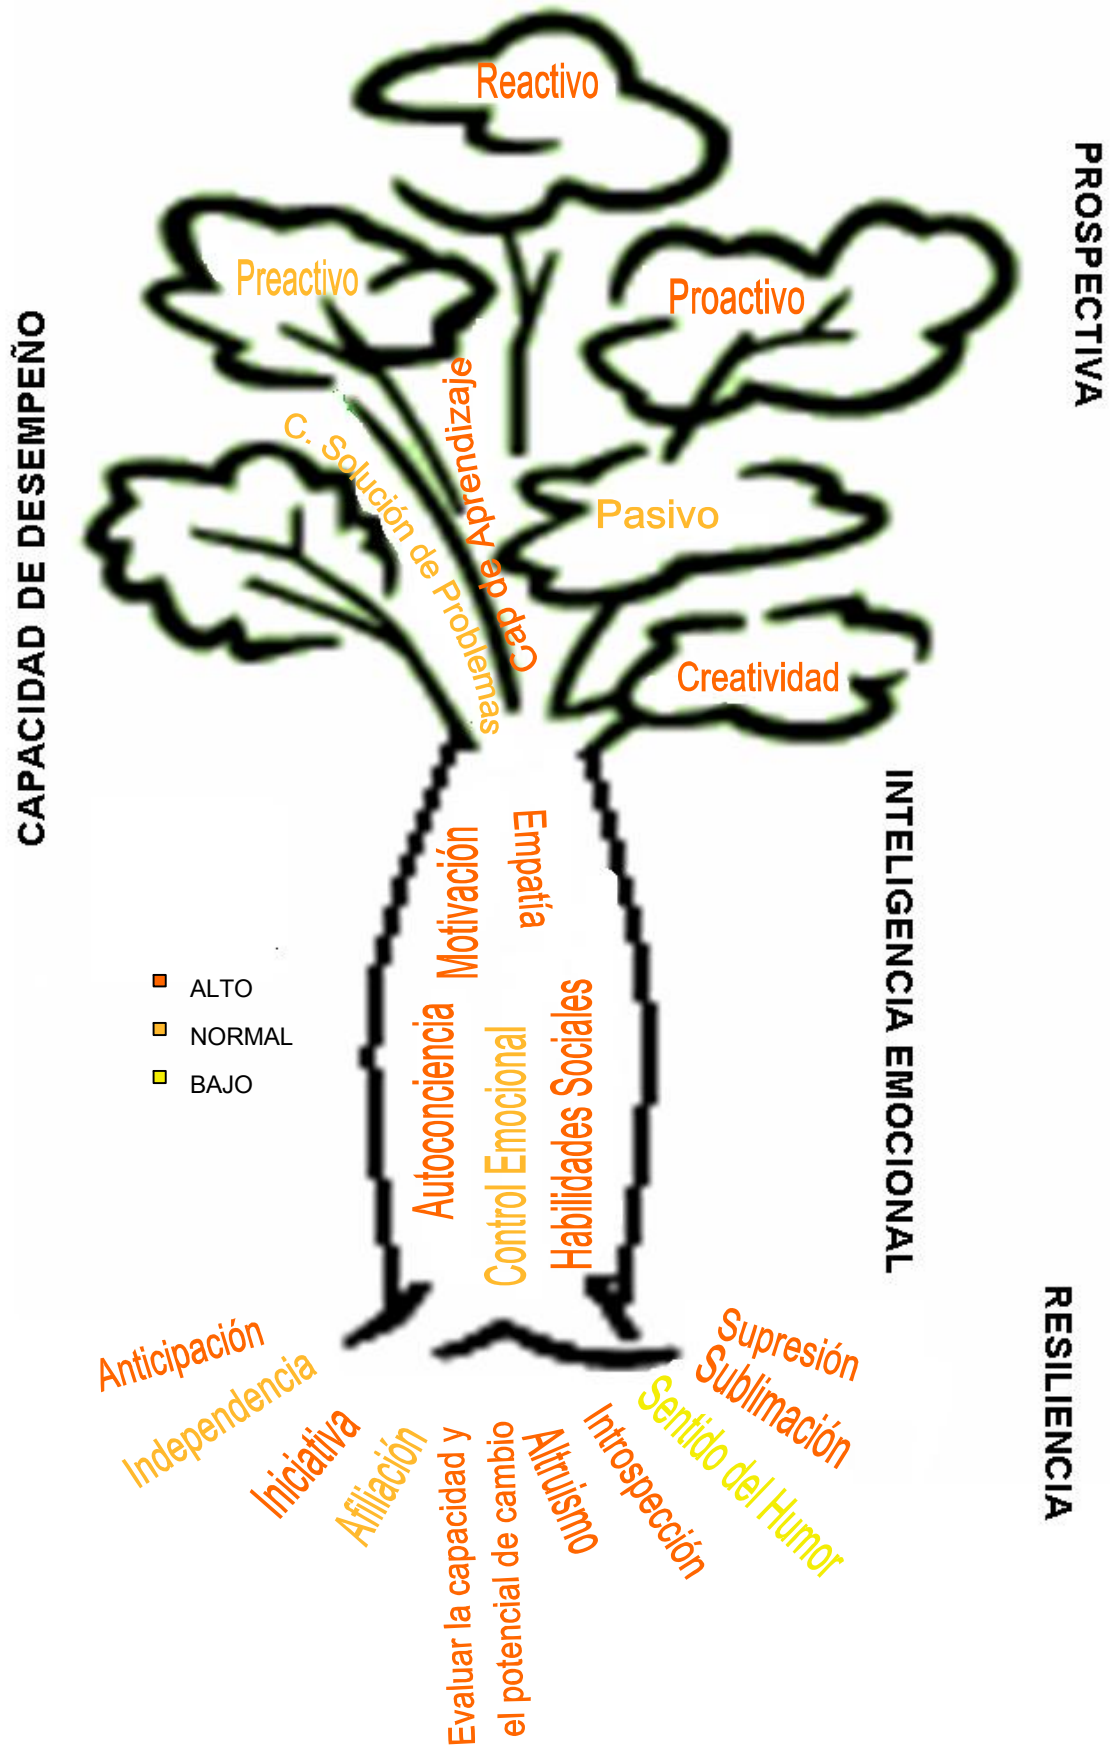 Reactivo
PROSPECTIVA
Preactivo
Proactivo
CAPACIDAD DE DESEMPEÑO
Cap de Aprendizaje
C. Solución de Problemas
Pasivo
Creatividad
INTELIGENCIA EMOCIONAL
Motivación
Empatía
ALTO
NORMAL
BAJO
Autoconciencia
Control Emocional
Habilidades Sociales
RESILIENCIA
Anticipación
Independencia
Iniciativa
Afiliación
Evaluar la capacidad y
el potencial de cambio
Altruismo
Introspección
Sentido del Humor
Sublimación
Supresión